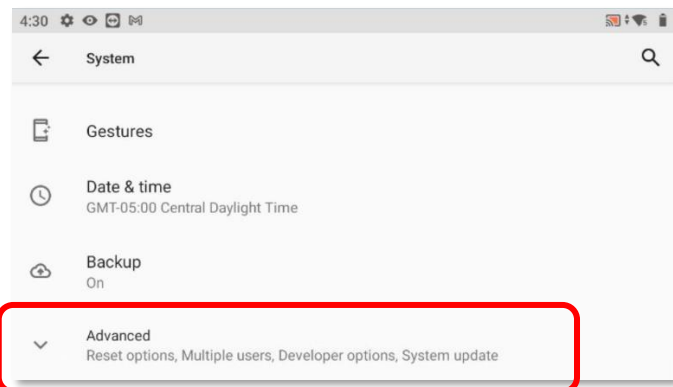 4:30
System
Gestures
Date & time
GMT-05:00 Central Daylight Time
Backup
On
Advanced
Reset options, Multiple users, Developer options, System update